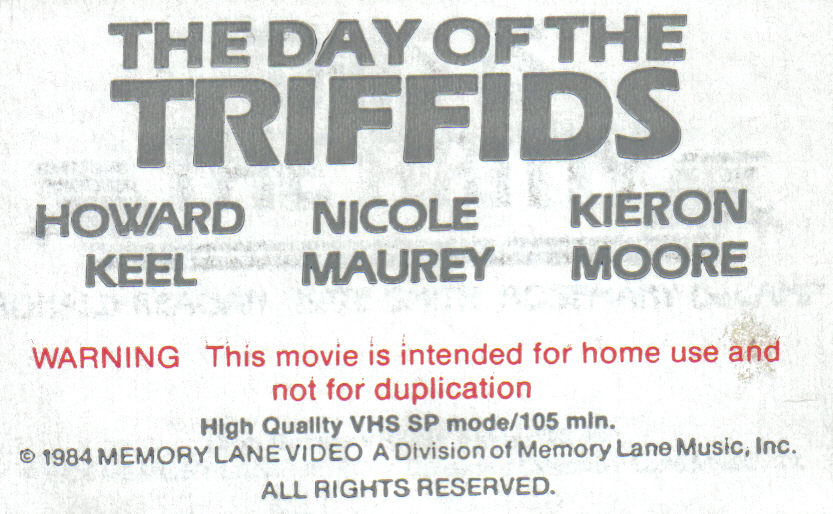 THE DAY OF THE
TRIFFIDS
HOWARD NICOLE KIERON
KEEL MAUREY MOORE
WARNING This movie is intended for home use and
not for duplication
High Quality VHS SP mode/105 min.
© 1984 MEMORY LANE VIDEO A Division of Memory Lane Music, Inc.
ALL RIGHTS RESERVED.